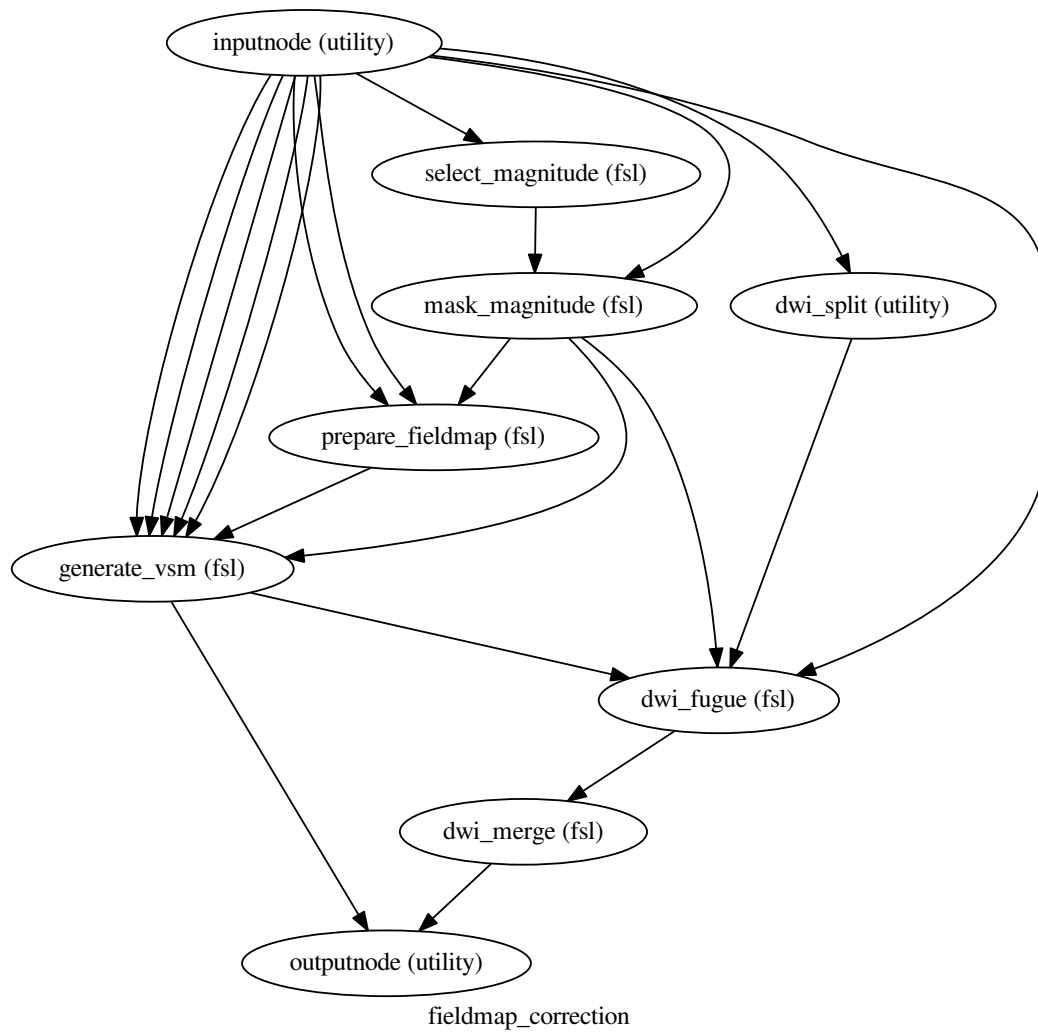 inputnode (utility)
select_magnitude (fsl)
mask_magnitude (fsl)
dwi_split (utility)
prepare_fieldmap (fsl)
generate_vsm (fsl)
dwi_fugue (fsl)
dwi_merge (fsl)
outputnode (utility)
fieldmap_correction